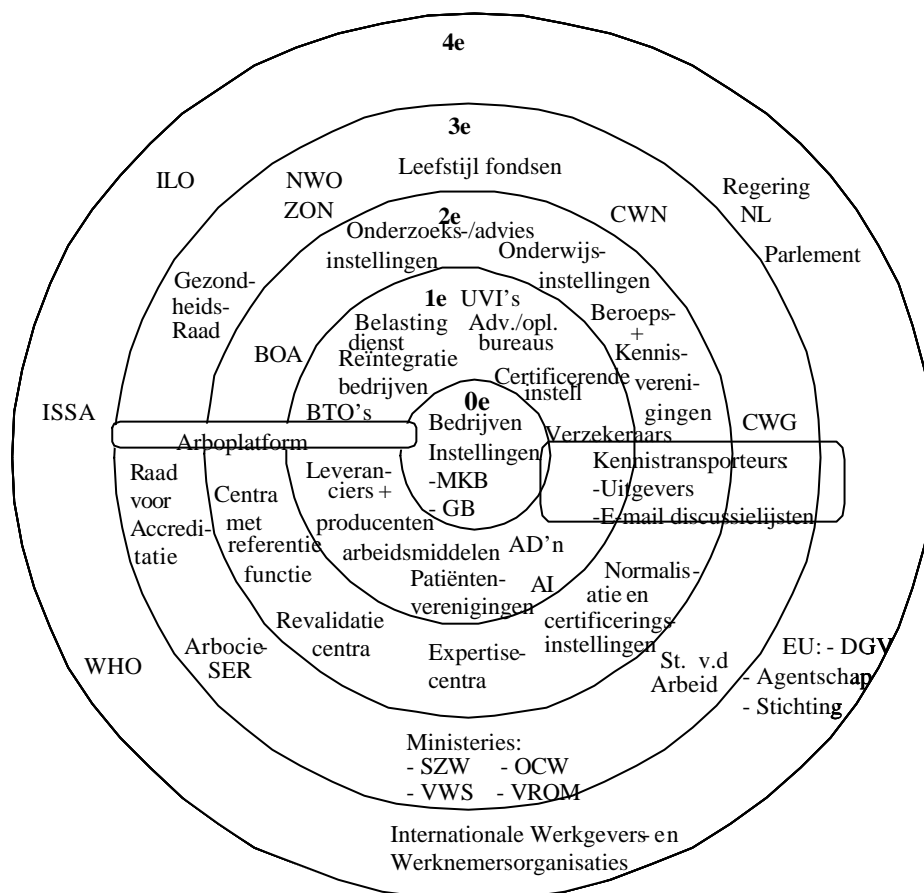 4e
3e
Leefstijl fondsen
ILO
NWO
ZON
Regering
NL
Parlement
CWN
2e
Onderzoeks-/advies
instellingen
Onderwijs-
instellingen
Gezond-
heids-
Raad
1e UVI's
Belasting
dienst
Adv./opl.
bureaus
Beroeps-
+
Kennis-
vereni-
gingen
BOA
Reïntegratie
bedrijven
Certificerende
instell
0e
ISSA
BTO's
Bedrijven
Instellingen
-MKB
- GB
Verzekeraars
CWG
Arboplatform
Kennistransporteurs:
-Uitgevers
-E-mail discussielijsten
Raad
voor
Accredi-
tatie
Centra
met
referentie
functie
Leveran-
ciers +
producenten
arbeidsmiddelen
AD'n
Patiënten-
verenigingen
AI
Normalis-
atie en
certificerings-
instellingen
Revalidatie
centra
Expertise-
centra
WHO
Arbocie-
SER
St. v.d
Arbeid
EU: - DGV
- Agentschap
- Stichting
Ministeries:
- SZW - OCW
- VWS - VROM
Internationale Werkgevers- en
Werknemersorganisaties